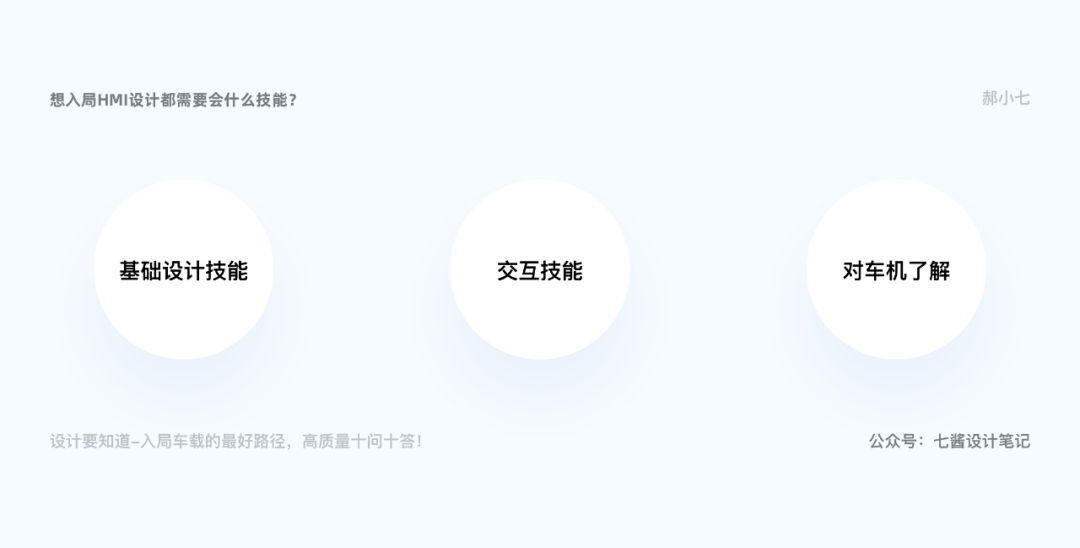 想入局HMI设计都需要会什么技能？
郝小七
基础设计技能
交互技能
对车机了解
设计要知道–入局车载的最好路径，高质量十问十答！
公众号：七酱设计笔记